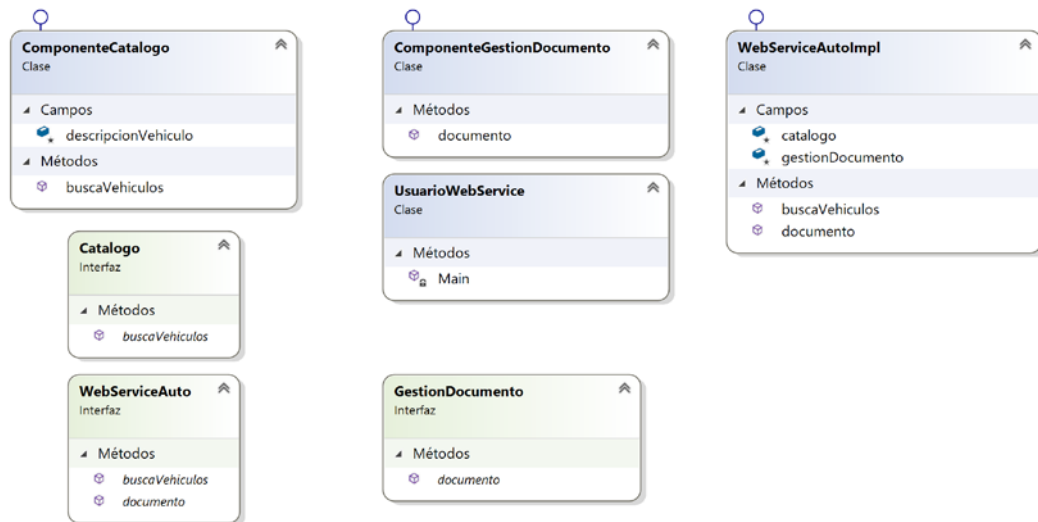 ComponenteCatalogo
Clase
Campos
descripcionVehiculo
Métodos
buscaVehiculos
Catalogo
Interfaz
Métodos
buscaVehiculos
WebServiceAuto
Interfaz
Métodos
buscaVehiculos
documento
ComponenteGestionDocumento
Clase
Métodos
documento
UsuarioWebService
Clase
Métodos
Main
GestionDocumento
Interfaz
Métodos
documento
WebServiceAutoImpl
Clase
Campos
catalogo
gestionDocumento
Métodos
buscaVehiculos
documento